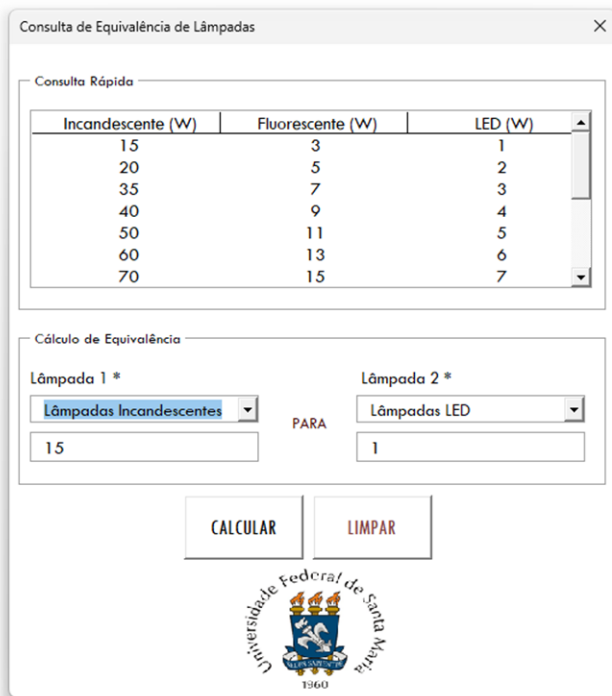 Consulta de Equivalência de Lâmpadas
Consulta Rápida
Incandescente (W) Fluorescente (W) LED (W)
15 3 1
20 5 2
35 7 3
40 9 4
50 11 5
60 13 6
70 15 7
Cálculo de Equivalência
Lâmpada 1 * Lâmpada 2 *
Lâmpadas Incandescentes PARA Lâmpadas LED
15 1
CALCULAR LIMPAR
Universidade Federal de Santa Maria
1960